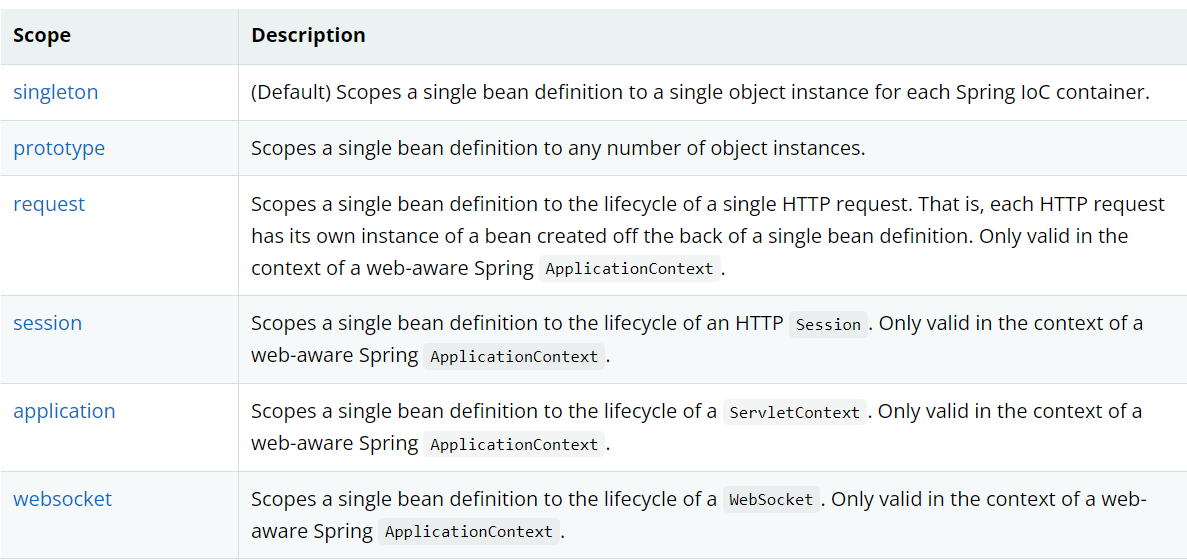 Scope Description
singleton (Default) Scopes a single bean definition to a single object instance for each Spring IoC container.
prototype Scopes a single bean definition to any number of object instances.
request Scopes a single bean definition to the lifecycle of a single HTTP request. That is, each HTTP request
has its own instance of a bean created off the back of a single bean definition. Only valid in the
context of a web-aware Spring ApplicationContext.
session Scopes a single bean definition to the lifecycle of an HTTP Session. Only valid in the context of a
web-aware Spring ApplicationContext.
application Scopes a single bean definition to the lifecycle of a ServletContext. Only valid in the context of a
web-aware Spring ApplicationContext.
websocket Scopes a single bean definition to the lifecycle of a WebSocket. Only valid in the context of a web-
aware Spring ApplicationContext.